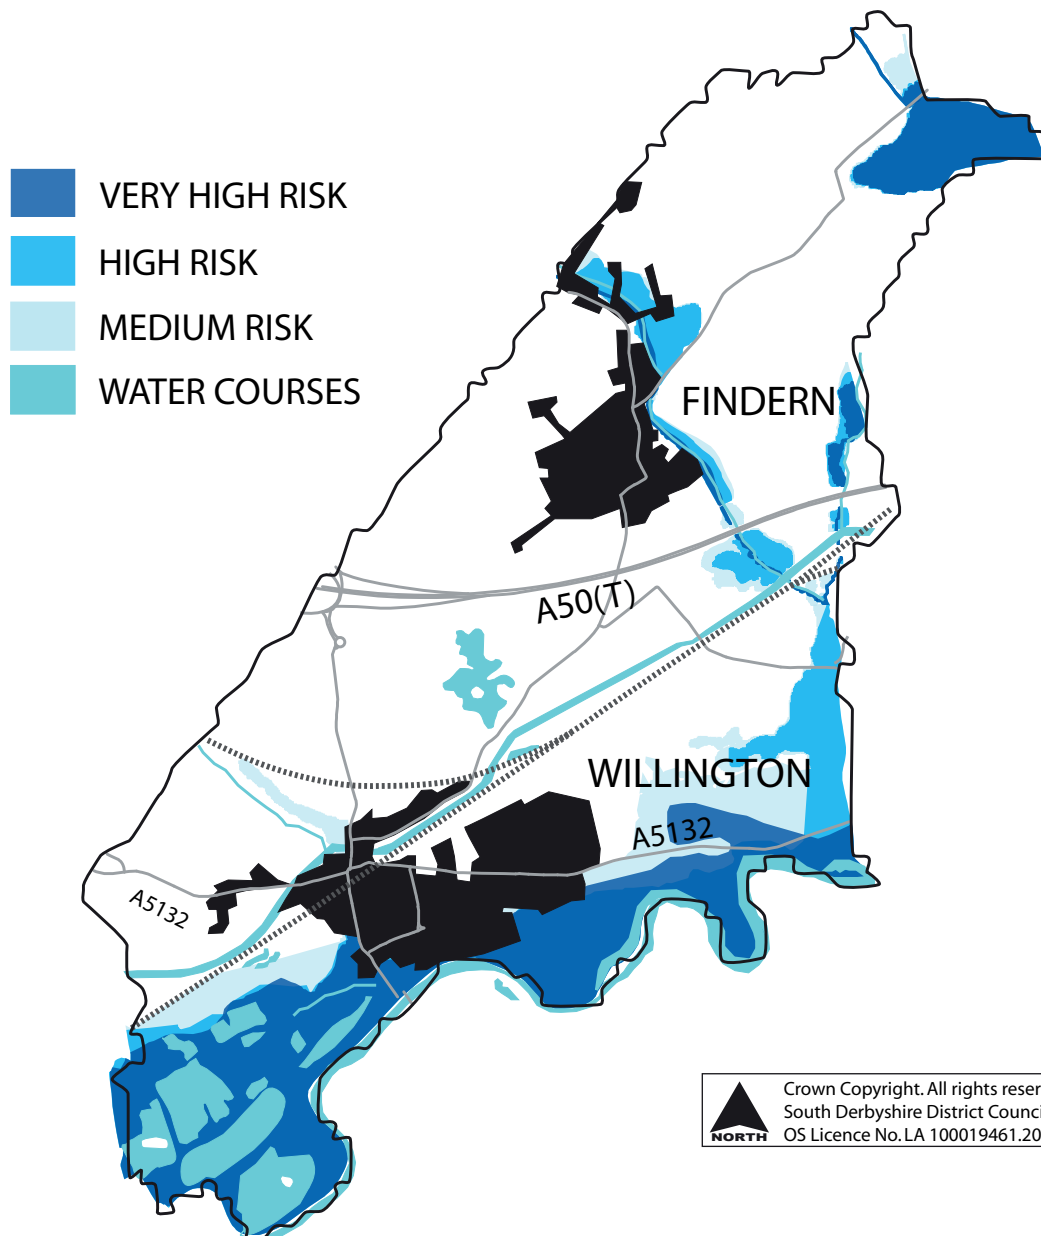 VERY HIGH RISK
HIGH RISK
MEDIUM RISK
WATER COURSES
FINDERN
A50(T)
WILLINGTON
A5132
A5132
NORTH
Crown Copyright. All rights reser
South Derbyshire District Counci
OS Licence No. LA 100019461.20